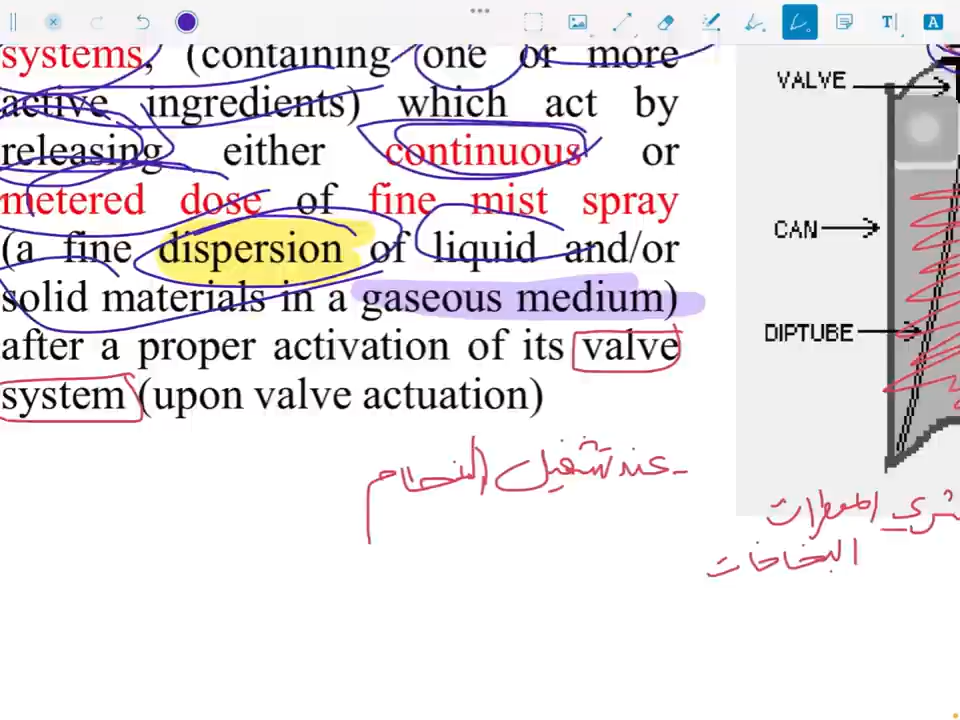 systems, (containing one or more
active ingredients) which act by
releasing either continuous or
metered dose of fine mist spray
(a fine dispersion of liquid and/or
solid materials in a gaseous medium)
after a proper activation of its valve
system (upon valve actuation)
- عند تشغيل النظام
VALVE
CAN
DIPTUBE
المعطرات
البخاخات